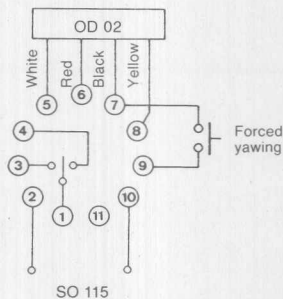 OD 02
White
Red
Black
Yellow
5
6
7
4
8
Forced
yawing
3
9
2
1
11
10
SO 115